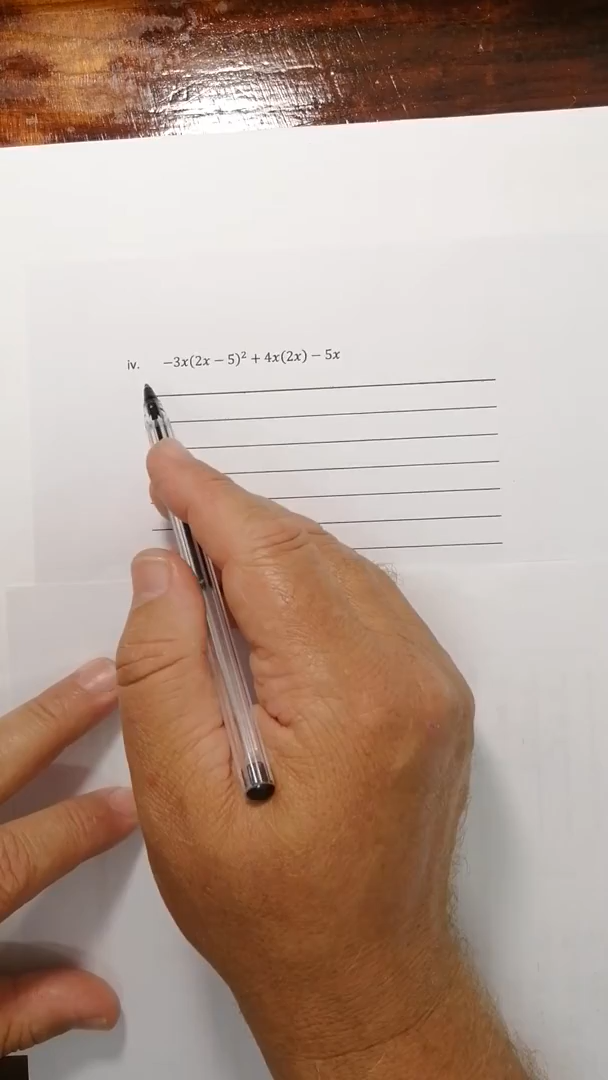 iv. −3x(2x − 5)² + 4x(2x) − 5x